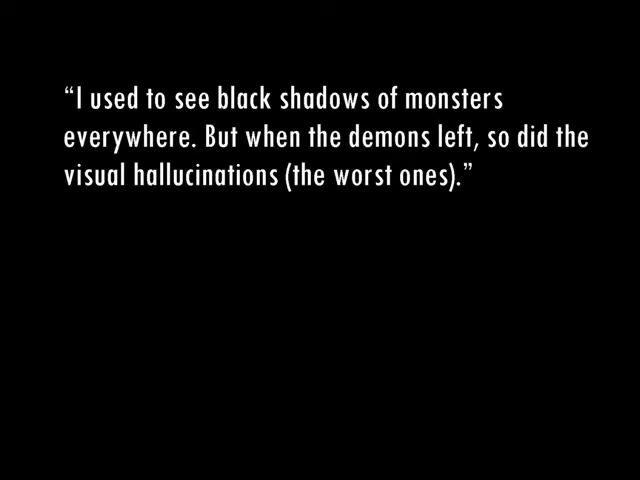 “I used to see black shadows of monsters
everywhere. But when the demons left, so did the
visual hallucinations (the worst ones).”